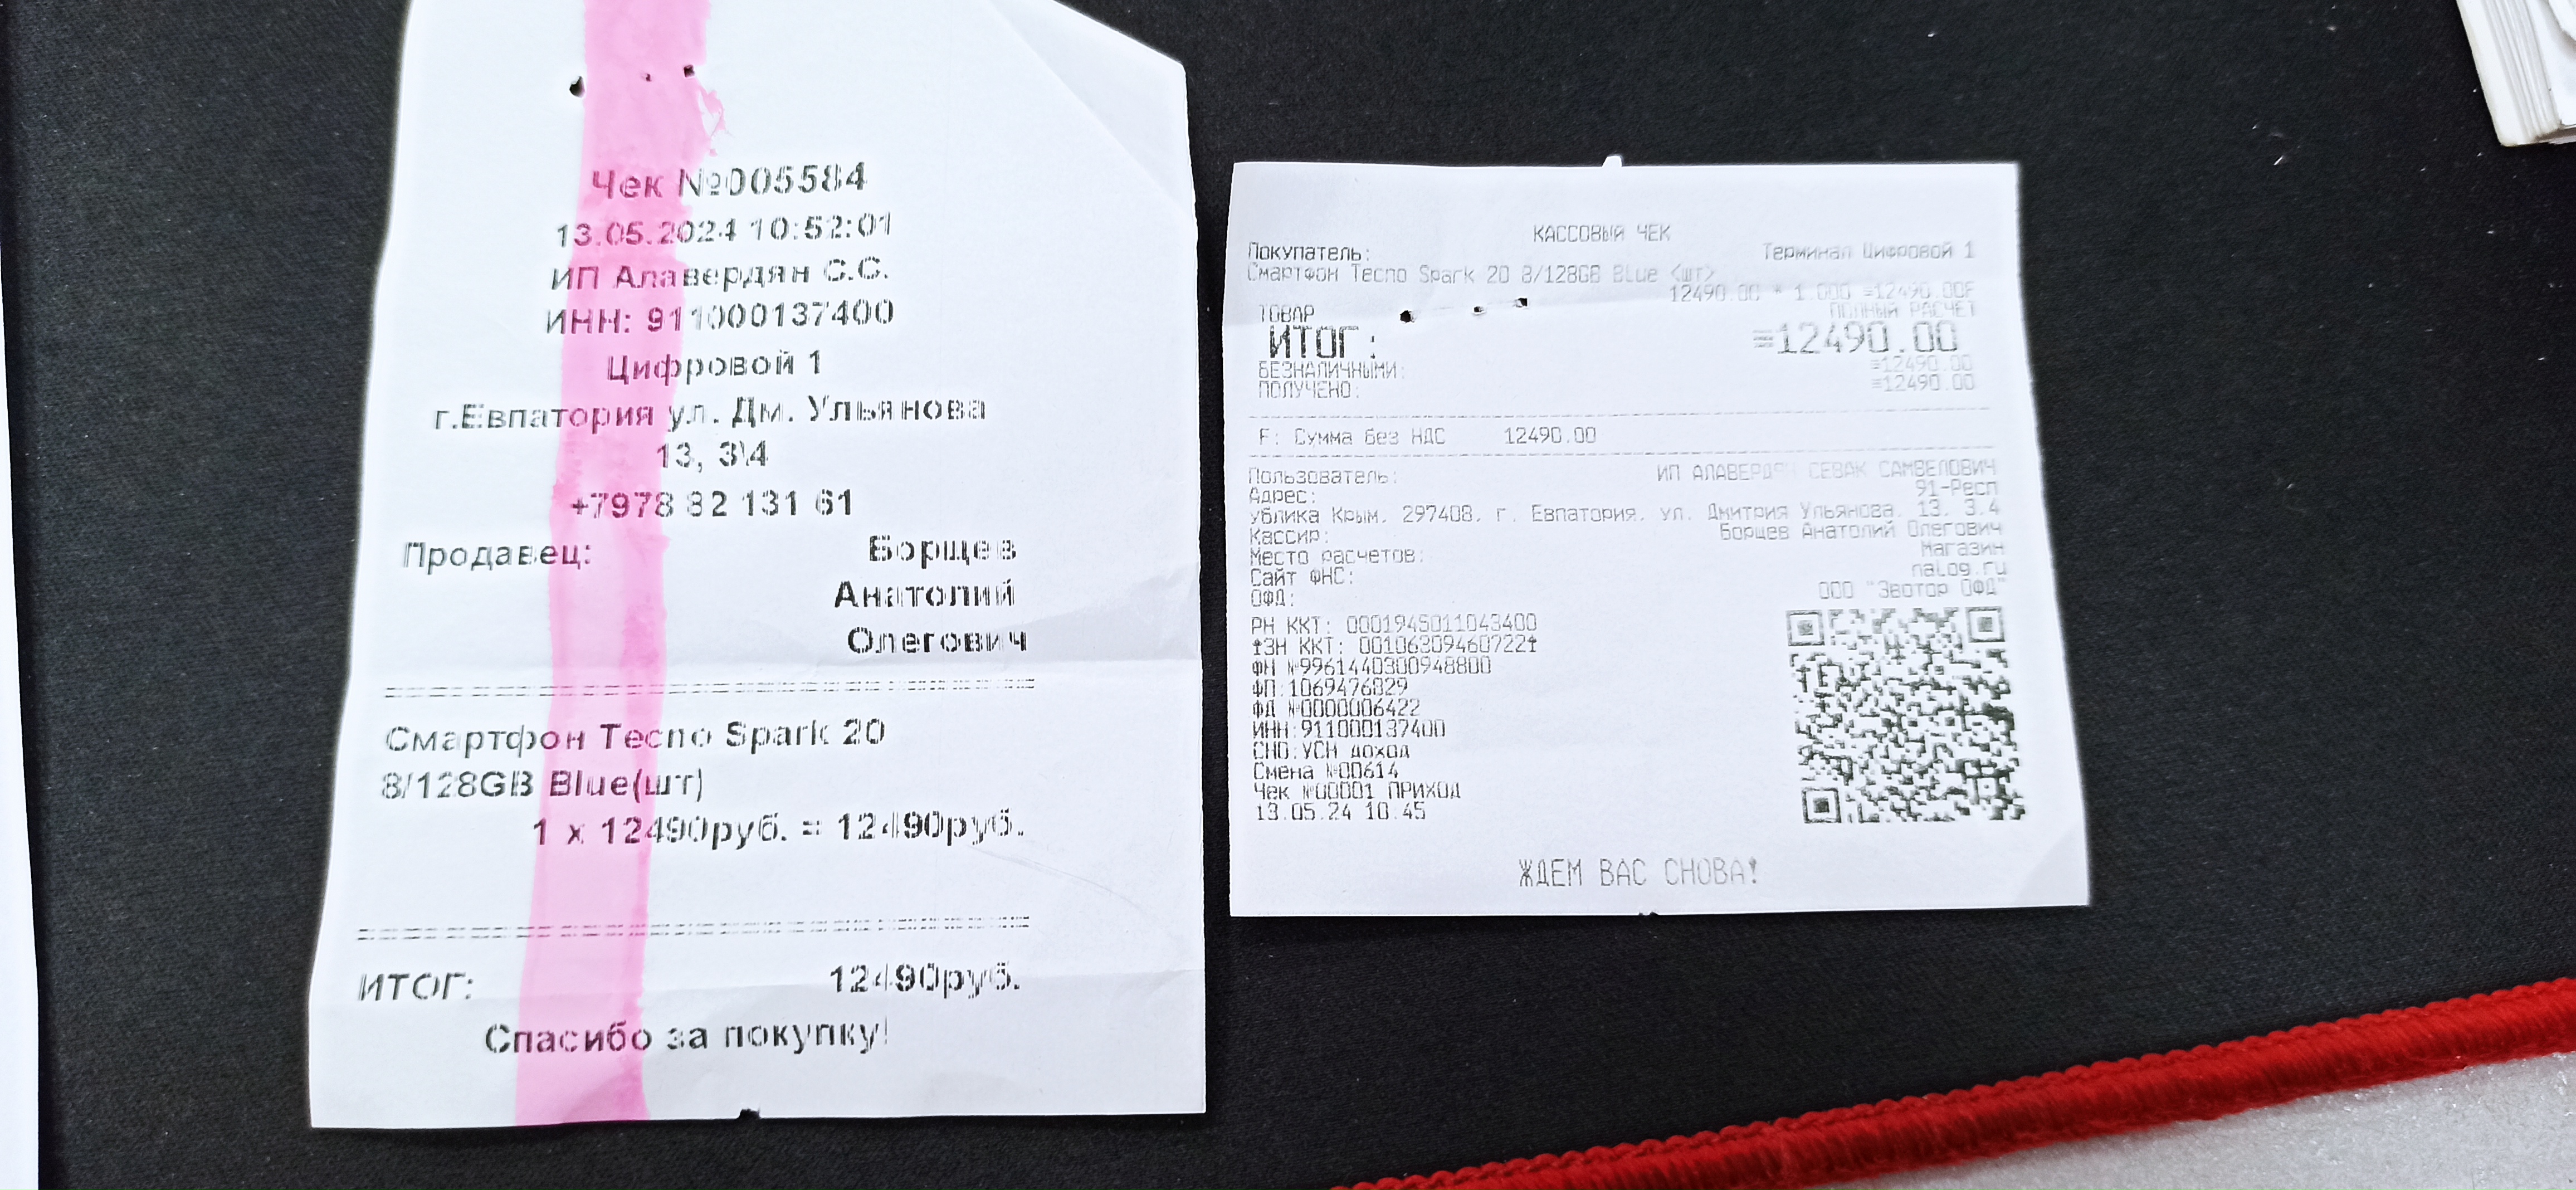 Чек №005584
13.05.2024 10:52:01
ИП Алавердян С.С.
ИНН: 911000137400
Цифровой 1
г.Евпатория ул. Дм. Ульянова
13, 3\4
+7978 82 131 61
Продавец: Борщев
Анатолий
Олегович
Смартфон Tecno Spark 20
8/128GB Blue(шт)
1 x 12490руб. = 12490руб.
ИТОГ: 12490руб.
Спасибо за покупку!
КАССОВЫЙ ЧЕК
Покупатель: Терминал Цифровой 1
Смартфон Tecno Spark 20 8/128GB Blue <шт>
12490.00 * 1.000 =12490.00F
ТОВАР ПОЛНЫЙ РАСЧЕТ
ИТОГ: =12490.00
БЕЗНАЛИЧНЫМИ: =12490.00
ПОЛУЧЕНО: =12490.00
F: Сумма без НДС 12490.00
Пользователь: ИП АЛАВЕРДЯН СЕВАК САМВЕЛОВИЧ
Адрес: 91-Респ
ублика Крым, 297408, г. Евпатория, ул. Дмитрия Ульянова, 13, 3.4
Кассир: Борщев Анатолий Олегович
Место расчетов: Магазин
Сайт ФНС: nalog.ru
ОФД: ООО "Эвотор ОФД"
РН ККТ: 0001945011043400
↑ЗН ККТ: 00106309460722↑
ФН №9961440300948800
ФП:1069476829
ФД №0000006422
ИНН:911000137400
СНО:УСН доход
Смена №00614
Чек №00001 ПРИХОД
13.05.24 10:45
ЖДЕМ ВАС СНОВА!